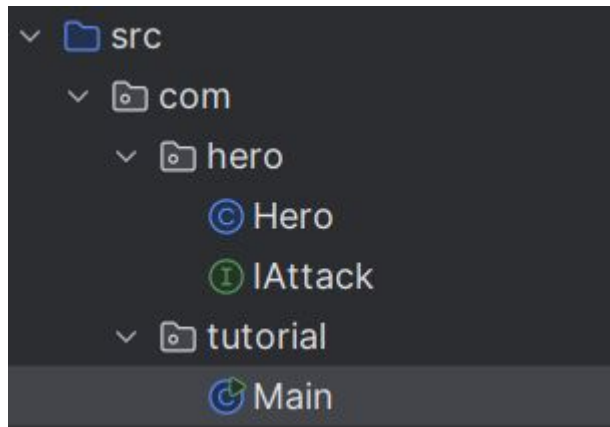 src
com
hero
C Hero
I IAttack
tutorial
C Main